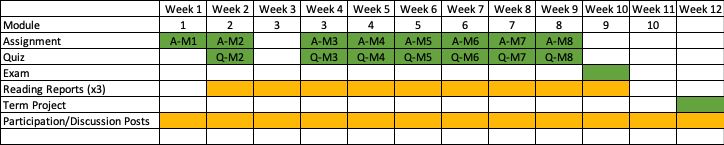 Week 1 Week 2 Week 3 Week 4 Week 5 Week 6 Week 7 Week 8 Week 9 Week 10 Week 11 Week 12
Module 1 2 3 3 4 5 6 7 8 9 10
Assignment A-M1 A-M2 A-M3 A-M4 A-M5 A-M6 A-M7 A-M8
Quiz Q-M2 Q-M3 Q-M4 Q-M5 Q-M6 Q-M7 Q-M8
Exam
Reading Reports (x3)
Term Project
Participation/Discussion Posts